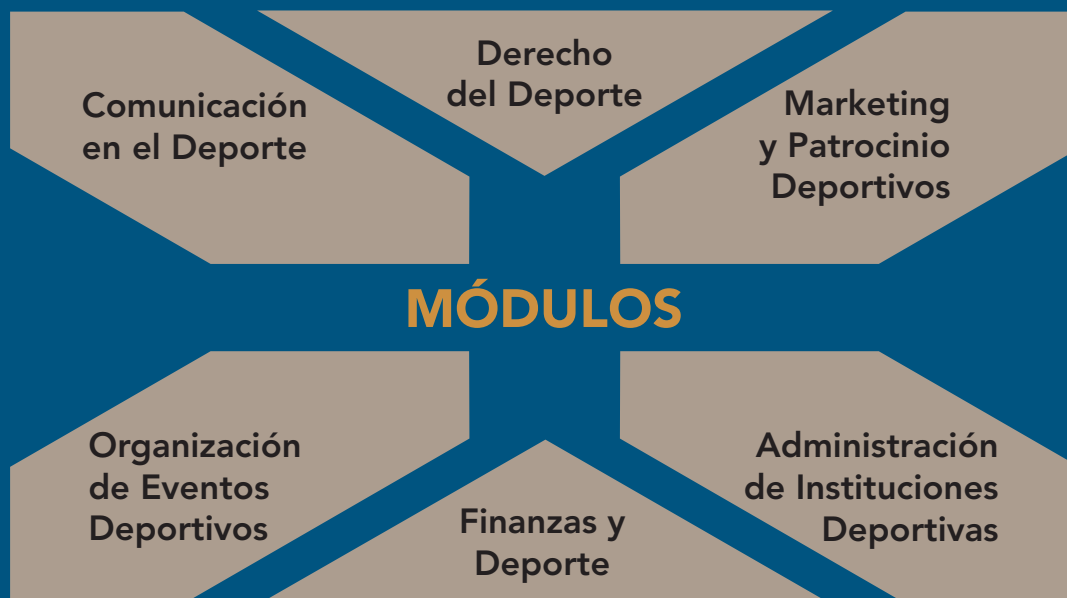 Comunicación
en el Deporte
Derecho
del Deporte
Marketing
y Patrocinio
Deportivos
MÓDULOS
Organización
de Eventos
Deportivos
Finanzas y
Deporte
Administración
de Instituciones
Deportivas